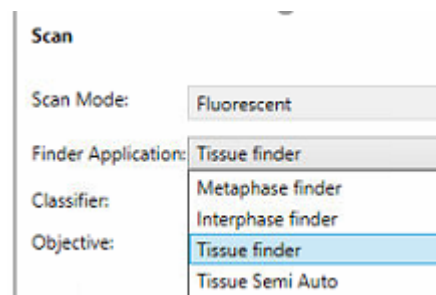 Scan
Scan Mode: Fluorescent
Finder Application: Tissue finder
Metaphase finder
Classifier:
Interphase finder
Objective: Tissue finder
Tissue Semi Auto